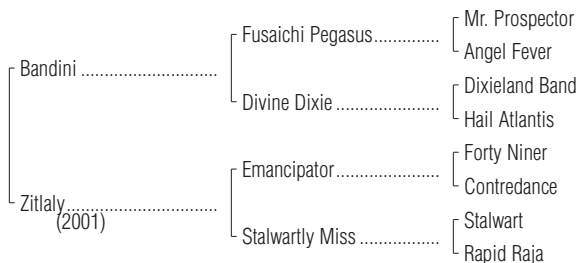 Mr. Prospector
Fusaichi Pegasus..............
Angel Fever
Bandini .............................
Dixieland Band
Divine Dixie ......................
Hail Atlantis
Forty Niner
Emancipator......................
Contredance
Zitlaly................................
(2001)
Stalwart
Stalwartly Miss .................
Rapid Raja